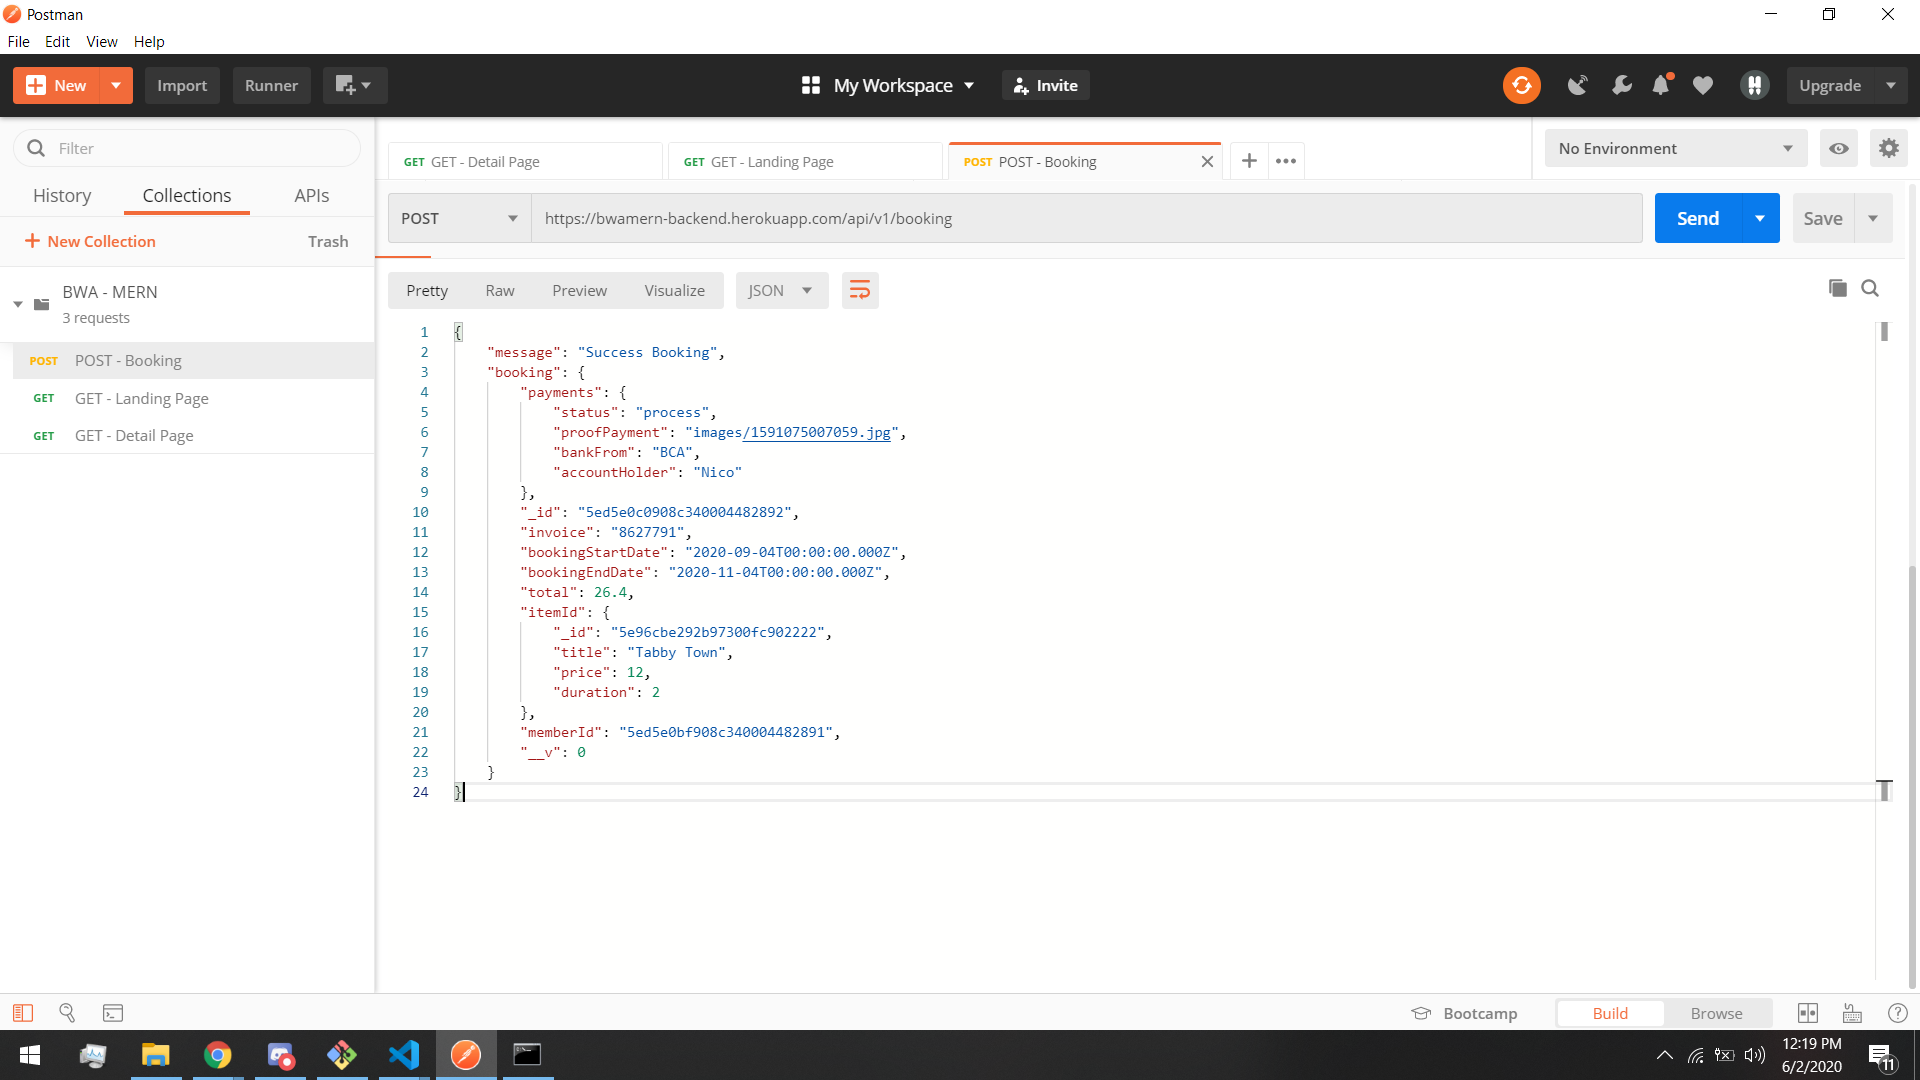 Postman
File Edit View Help
New Import Runner My Workspace Invite Upgrade
Filter
History Collections APIs
New Collection Trash
BWA - MERN
3 requests
POST POST - Booking
GET GET - Landing Page
GET GET - Detail Page
GET GET - Detail Page GET GET - Landing Page POST POST - Booking No Environment
POST https://bwamern-backend.herokuapp.com/api/v1/booking Send Save
Pretty Raw Preview Visualize JSON
1 {
2 "message": "Success Booking",
3 "booking": {
4 "payments": {
5 "status": "process",
6 "proofPayment": "images/1591075007059.jpg",
7 "bankFrom": "BCA",
8 "accountHolder": "Nico"
9 },
10 "_id": "5ed5e0c0908c340004482892",
11 "invoice": "8627791",
12 "bookingStartDate": "2020-09-04T00:00:00.000Z",
13 "bookingEndDate": "2020-11-04T00:00:00.000Z",
14 "total": 26.4,
15 "itemId": {
16 "_id": "5e96cbe292b97300fc902222",
17 "title": "Tabby Town",
18 "price": 12,
19 "duration": 2
20 },
21 "memberId": "5ed5e0bf908c340004482891",
22 "__v": 0
23 }
24 }
Bootcamp Build Browse
12:19 PM
6/2/2020
11